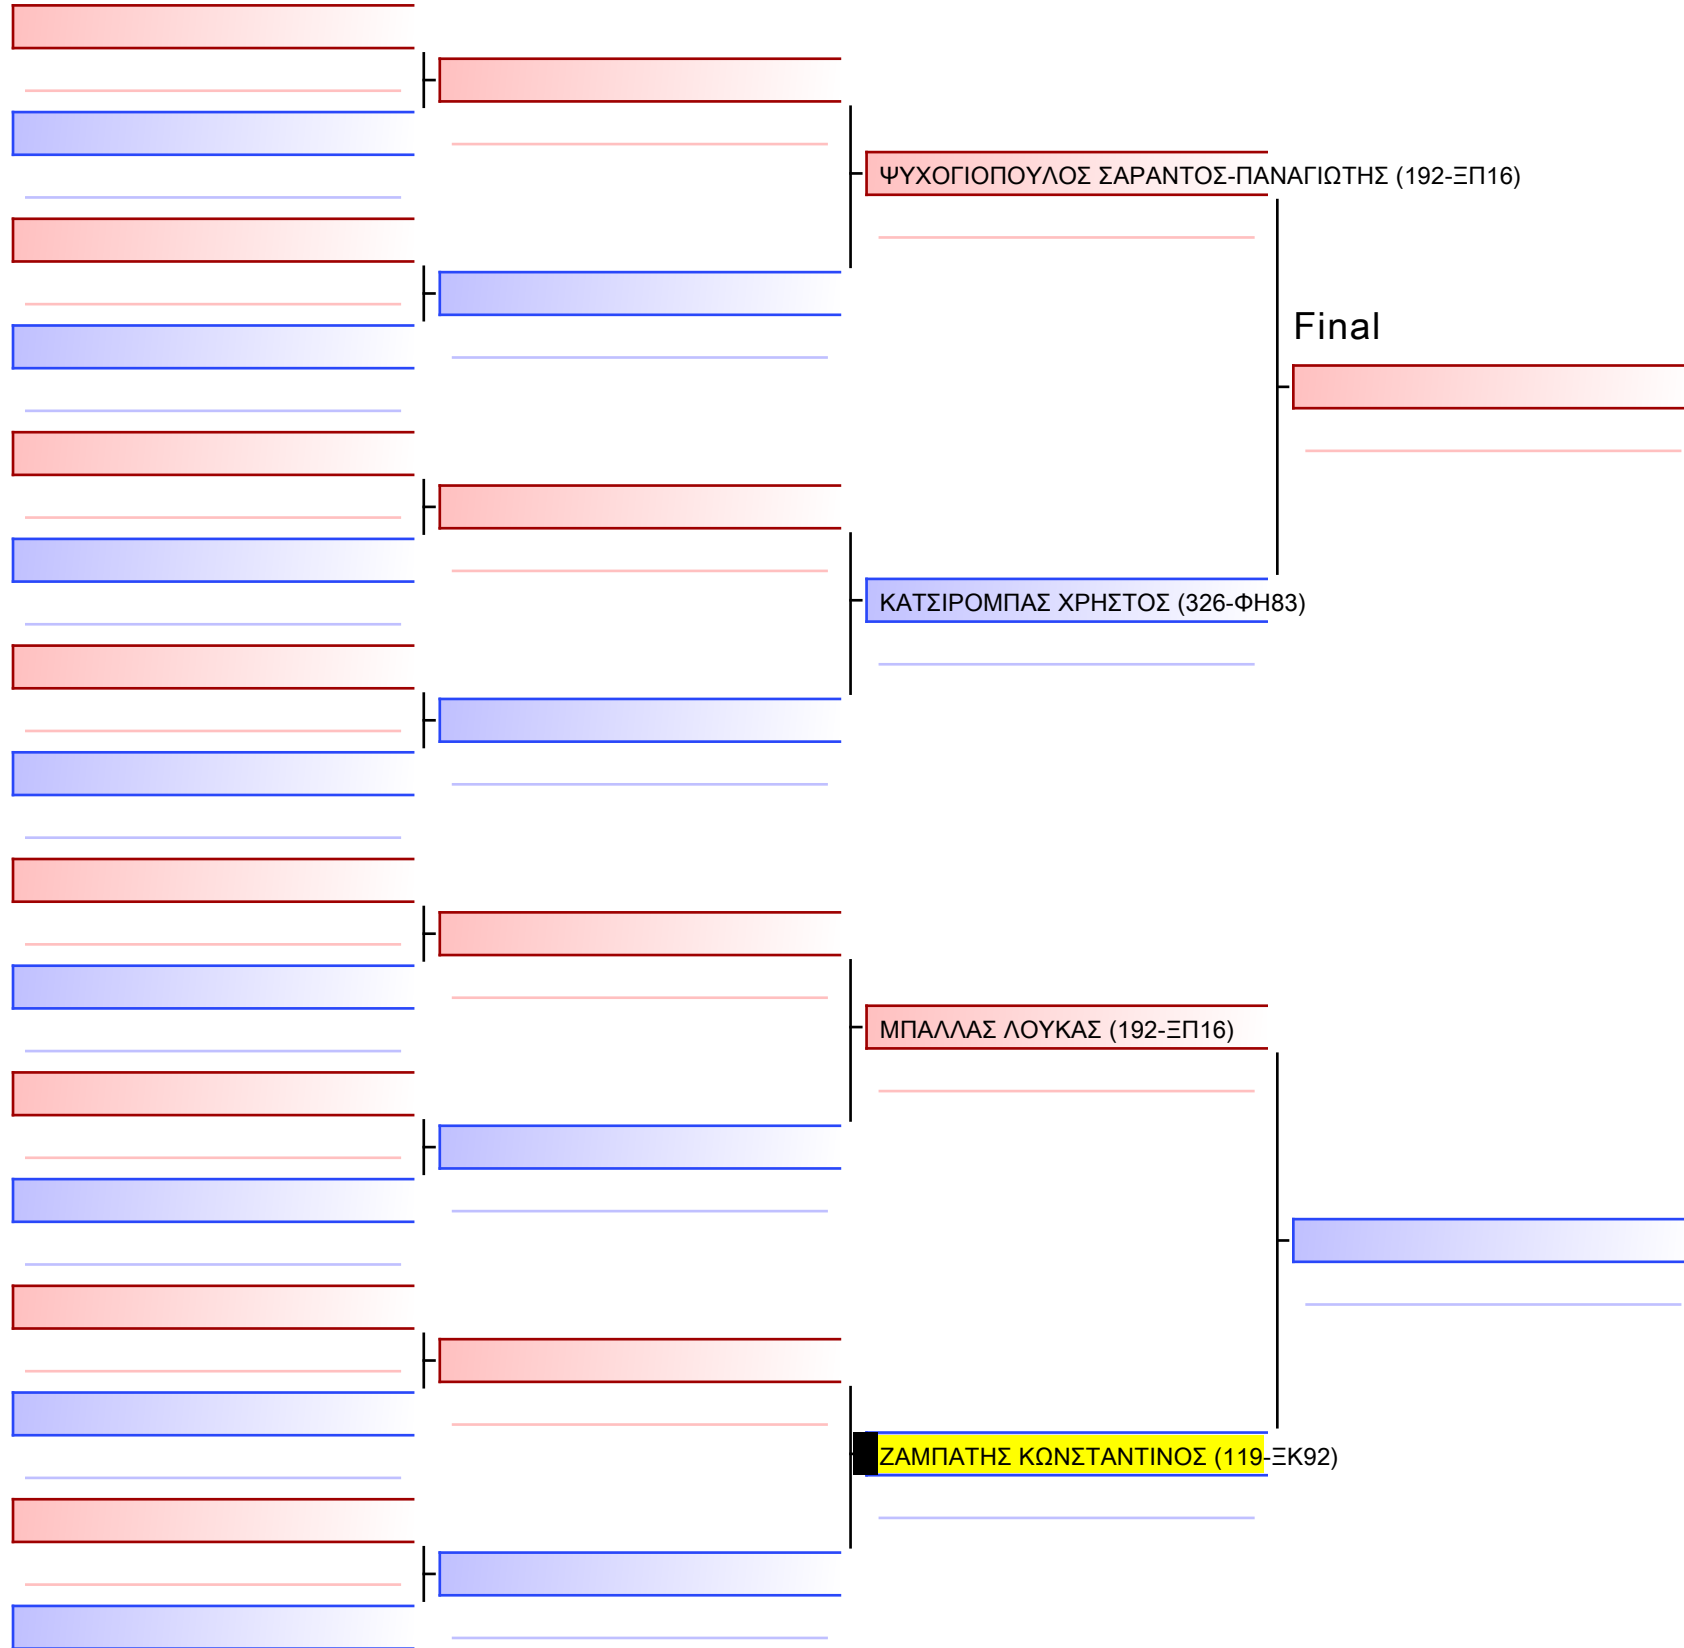 ΨΥΧΟΓΙΟΠΟΥΛΟΣ ΣΑΡΑΝΤΟΣ-ΠΑΝΑΓΙΩΤΗΣ (192-ΞΠ16)
Final
ΚΑΤΣΙΡΟΜΠΑΣ ΧΡΗΣΤΟΣ (326-ΦΗ83)
ΜΠΑΛΛΑΣ ΛΟΥΚΑΣ (192-ΞΠ16)
ΖΑΜΠΑΤΗΣ ΚΩΝΣΤΑΝΤΙΝΟΣ (119-ΞΚ92)